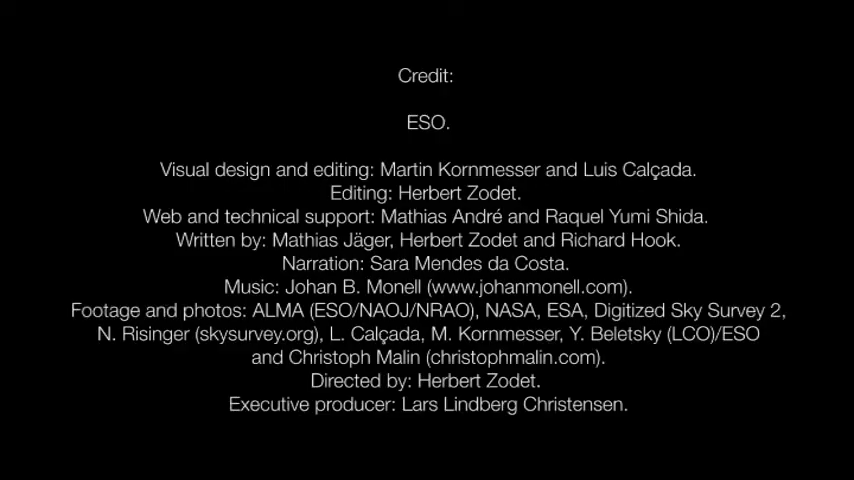 Credit:
ESO.
Visual design and editing: Martin Kornmesser and Luis Calçada.
Editing: Herbert Zodet.
Web and technical support: Mathias André and Raquel Yumi Shida.
Written by: Mathias Jäger, Herbert Zodet and Richard Hook.
Narration: Sara Mendes da Costa.
Music: Johan B. Monell (www.johanmonell.com).
Footage and photos: ALMA (ESO/NAOJ/NRAO), NASA, ESA, Digitized Sky Survey 2,
N. Risinger (skysurvey.org), L. Calçada, M. Kornmesser, Y. Beletsky (LCO)/ESO
and Christoph Malin (christophmalin.com).
Directed by: Herbert Zodet.
Executive producer: Lars Lindberg Christensen.